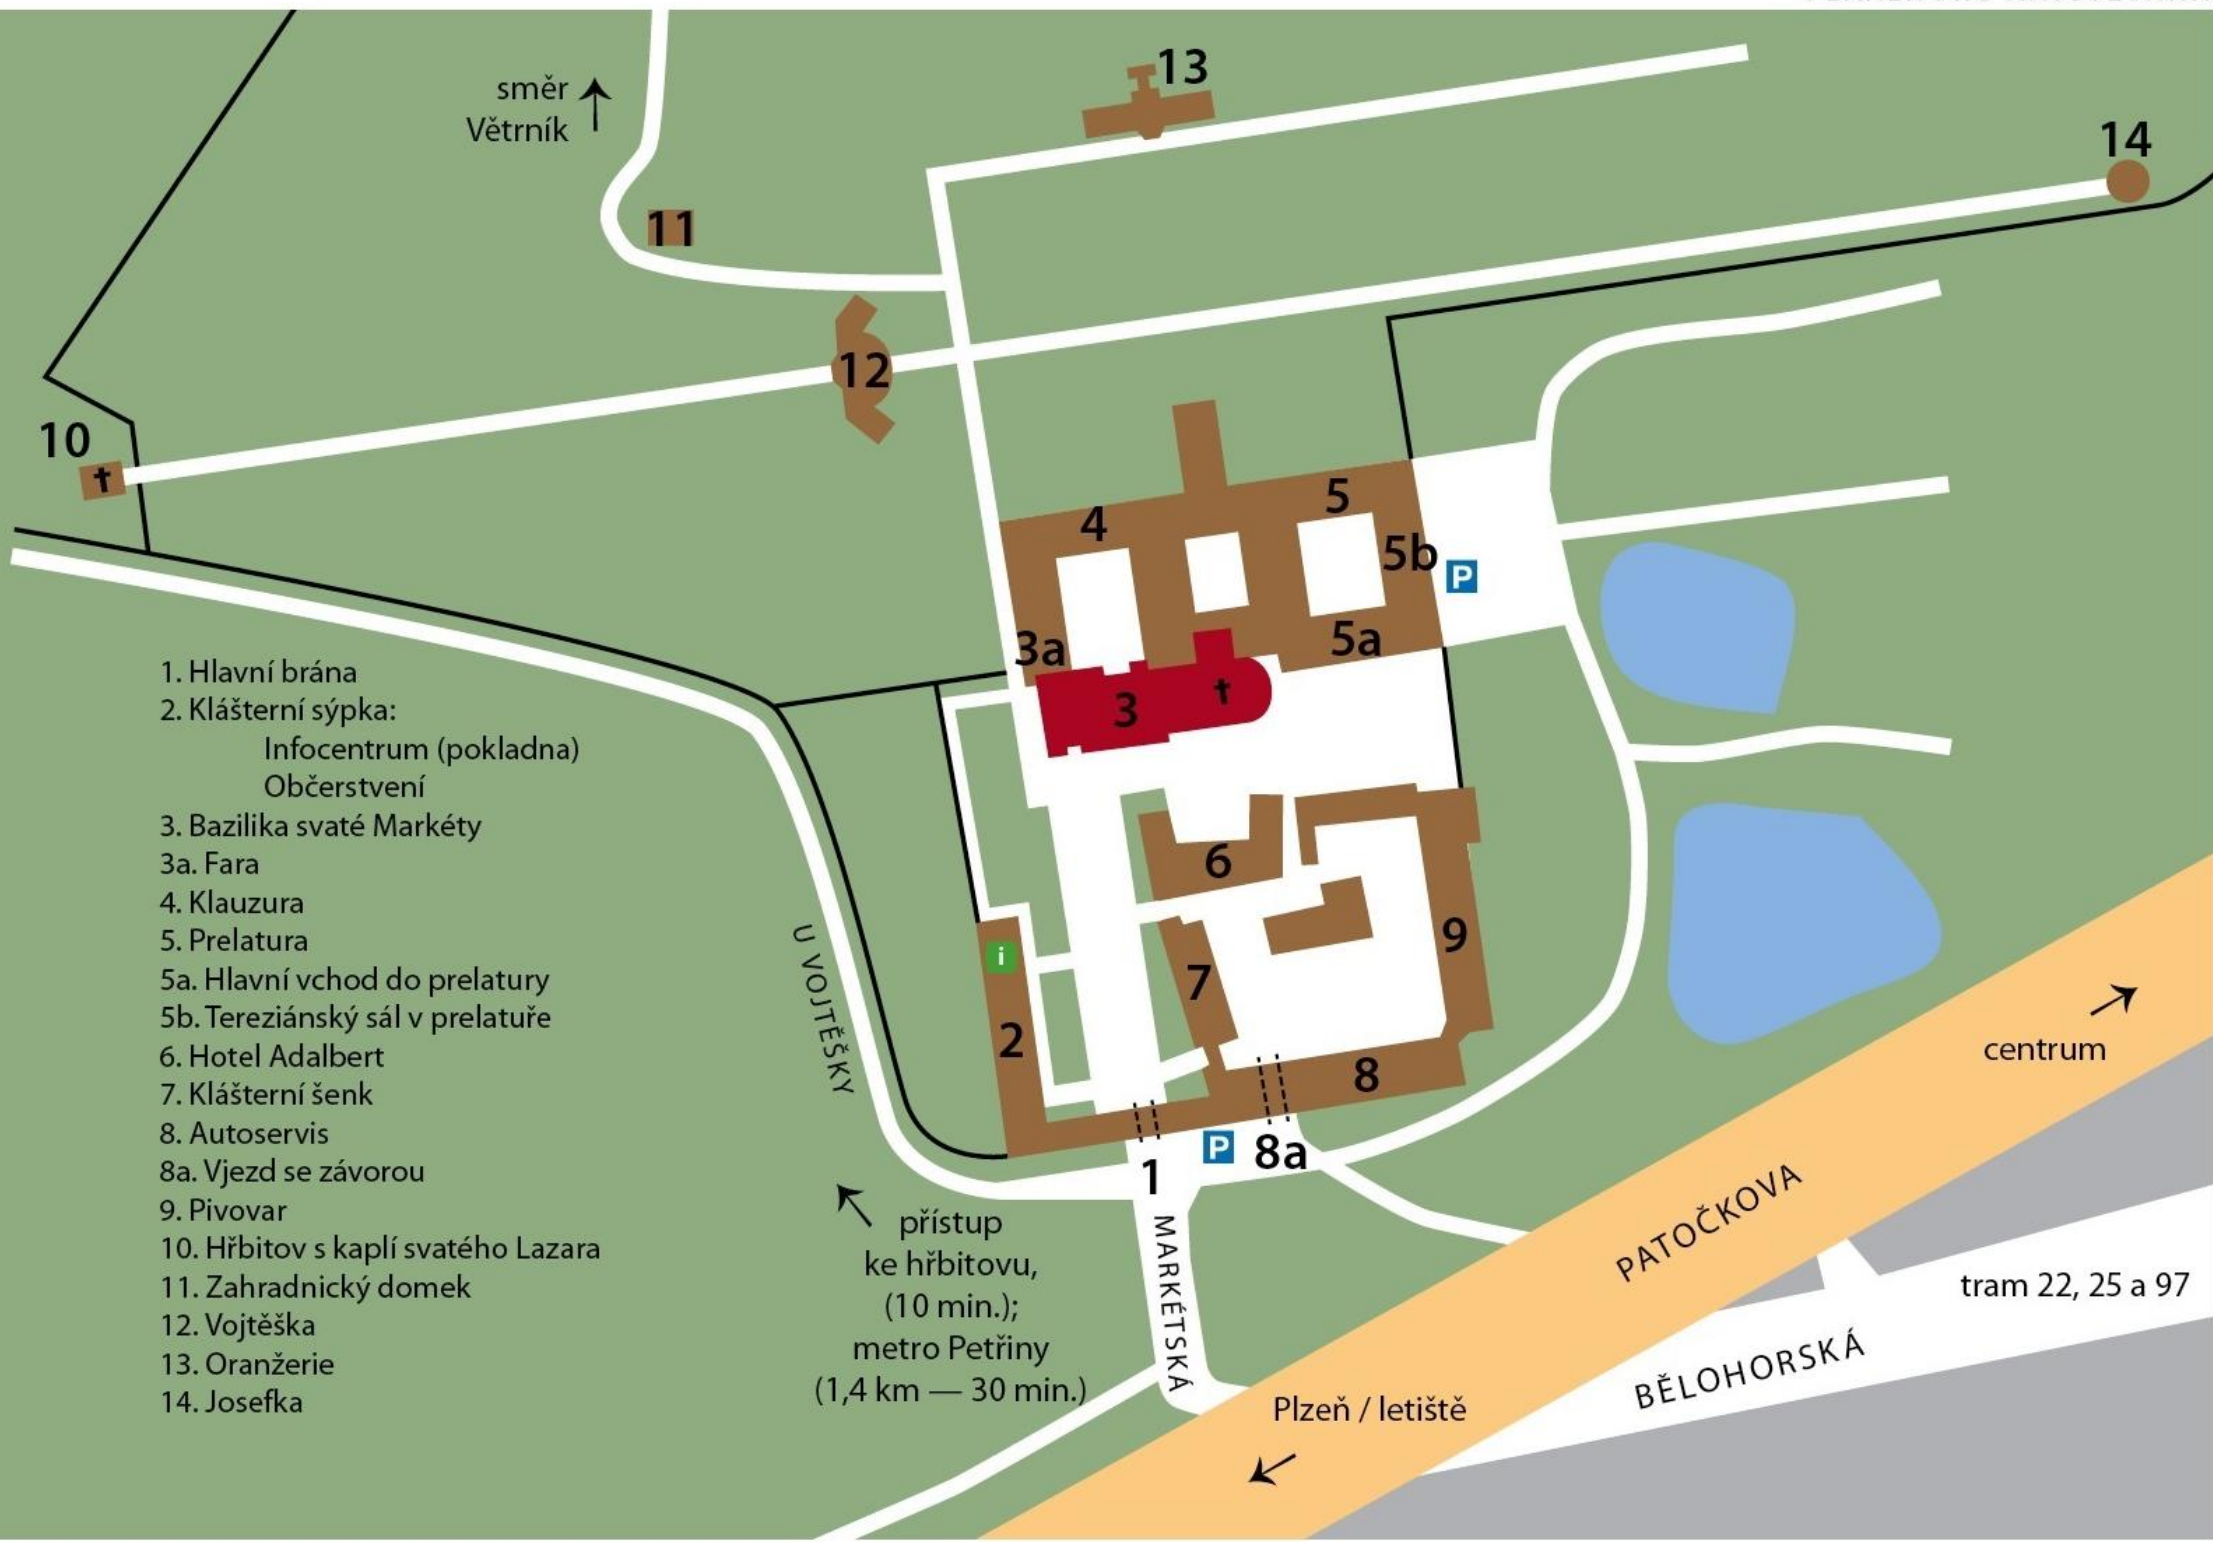 směr
Větrník
13
14
11
12
10
5
4
5b
P
3a
5a
3
6
9
7
i
2
8
P
8a
1
1. Hlavní brána
2. Klášterní sýpka:
Infocentrum (pokladna)
Občerstvení
3. Bazilika svaté Markéty
3a. Fara
4. Klauzura
5. Prelatura
5a. Hlavní vchod do prelatury
5b. Tereziánský sál v prelatuře
6. Hotel Adalbert
7. Klášterní šenk
8. Autoservis
8a. Vjezd se závorou
9. Pivovar
10. Hřbitov s kaplí svatého Lazara
11. Zahradnický domek
12. Vojtěška
13. Oranžerie
14. Josefka
U VOJTĚŠKY
přístup
ke hřbitovu,
(10 min.);
metro Petřiny
(1,4 km — 30 min.)
MARKÉTSKÁ
centrum
PATOČKOVA
tram 22, 25 a 97
BĚLOHORSKÁ
Plzeň / letiště